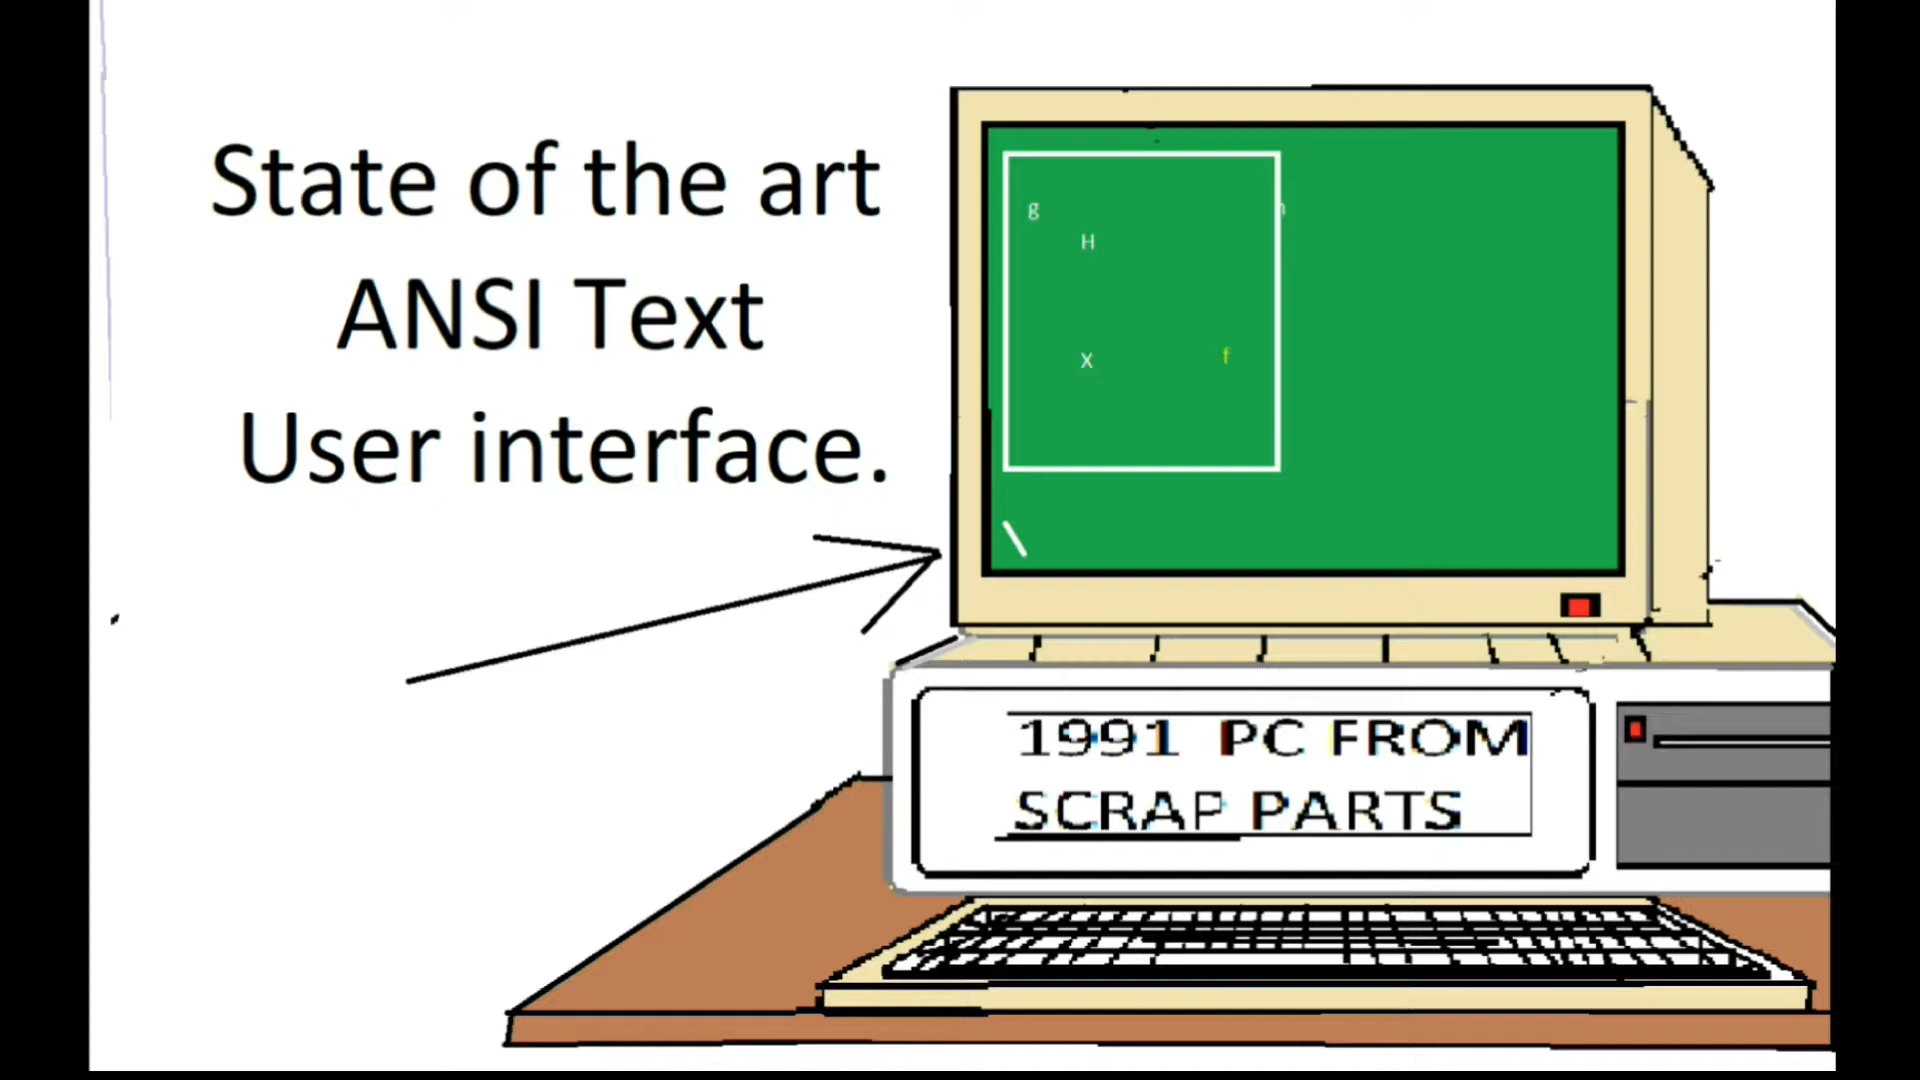 State of the art
ANSI Text
User interface.
g
H
X
f
1991 PC FROM
SCRAP PARTS